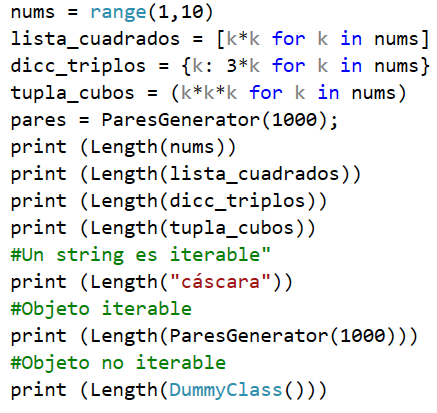 nums = range(1,10)
lista_cuadrados = [k*k for k in nums]
dicc_triplos = {k: 3*k for k in nums}
tupla_cubos = (k*k*k for k in nums)
pares = ParesGenerator(1000);
print (Length(nums))
print (Length(lista_cuadrados))
print (Length(dicc_triplos))
print (Length(tupla_cubos))
#Un string es iterable"
print (Length("cáscara"))
#Objeto iterable
print (Length(ParesGenerator(1000)))
#Objeto no iterable
print (Length(DummyClass()))